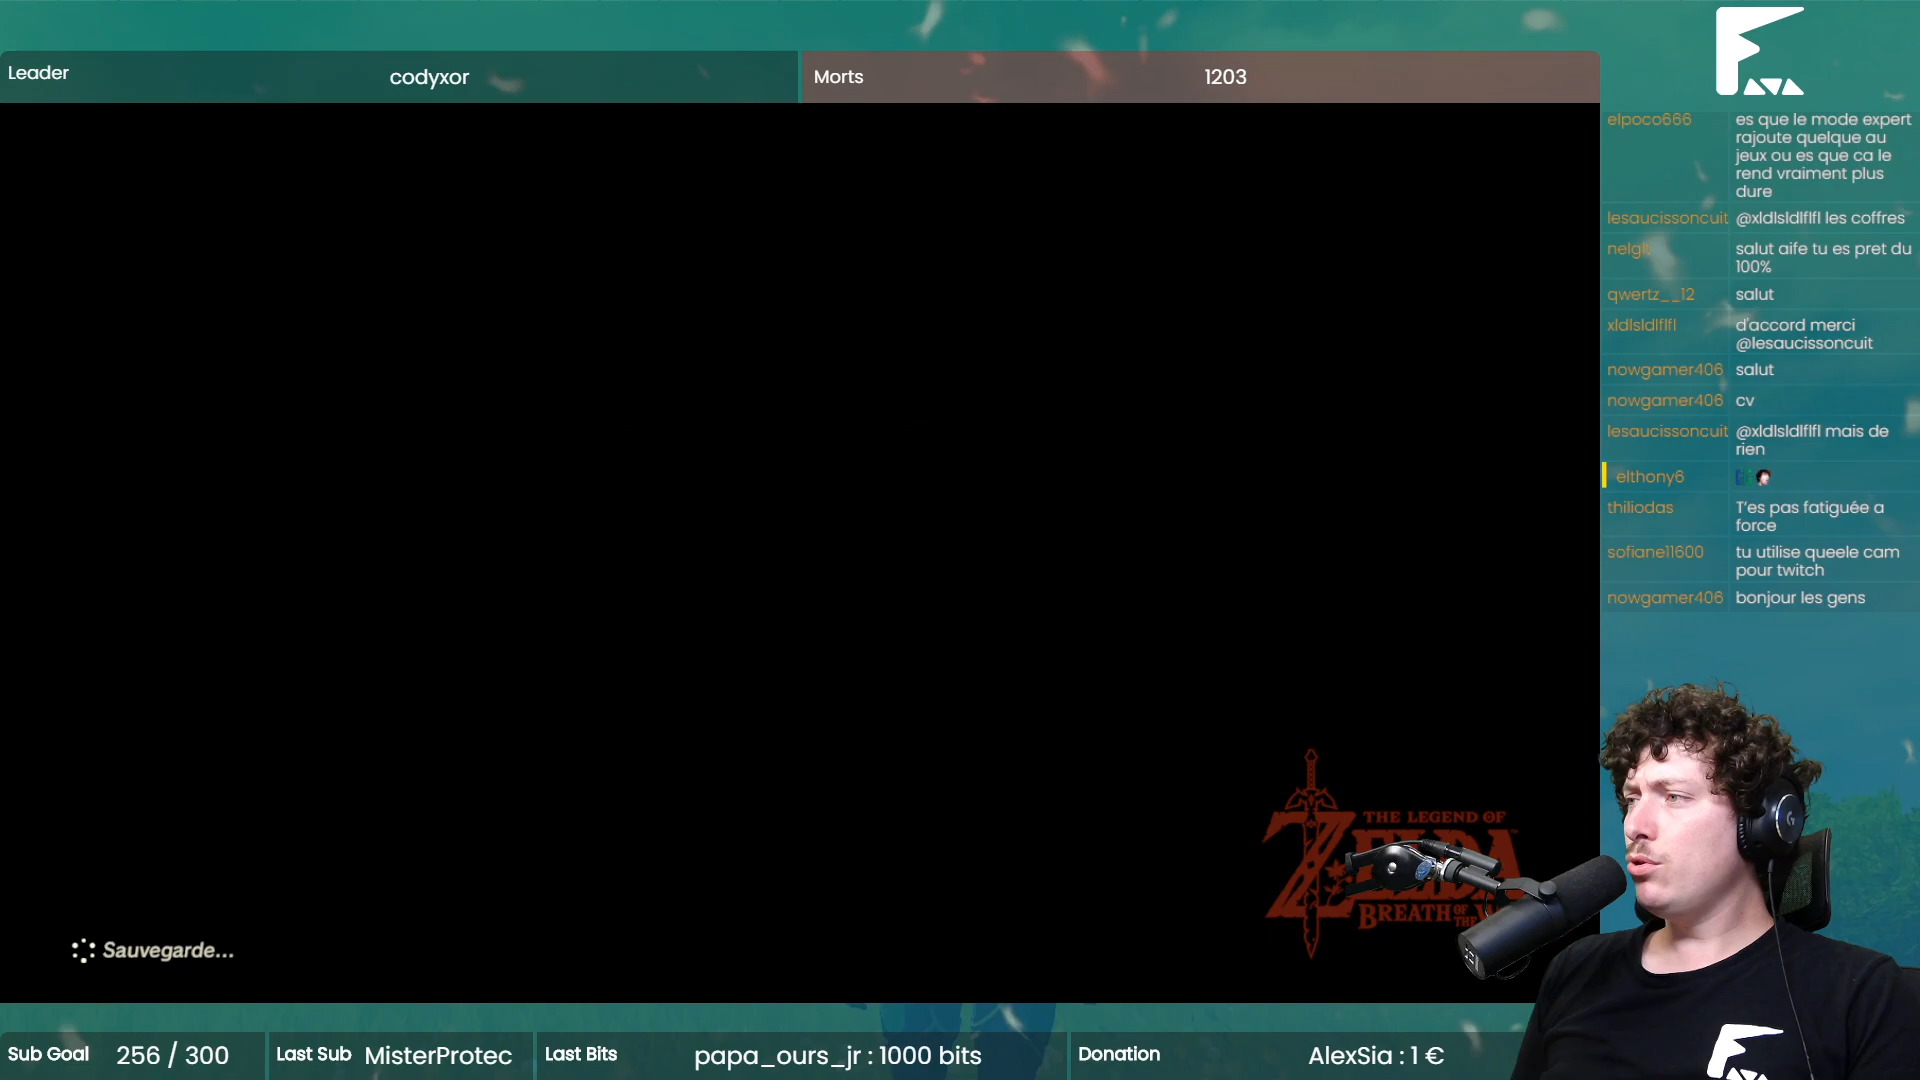 Leader
codyxor
Morts
1203
elpoco666
es que le mode expert
rajoute quelque au
jeux ou es que ca le
rend vraiment plus
dure
lesaucissoncuit
@xldlsldlflfl les coffres
salut aife tu es pret du
100%
qwertz__12
salut
xldlsldlflfl
d'accord merci
@lesaucissoncuit
nowgamer406
salut
nowgamer406
cv
lesaucissoncuit
@xldlsldlflfl mais de
rien
elthony6
thiliodas
T'es pas fatiguée a
force
sofiane11600
tu utilise queele cam
pour twitch
nowgamer406
bonjour les gens
THE LEGEND OF
ZELDA
BREATH OF THE
Sauvegarde...
Sub Goal
256 / 300
Last Sub
MisterProtec
Last Bits
papa_ours_jr : 1000 bits
Donation
AlexSia : 1 €